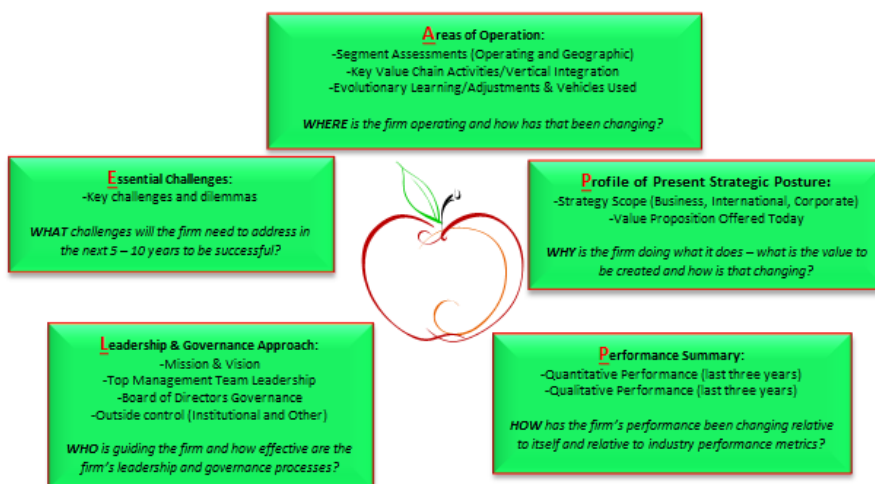 Areas of Operation:
-Segment Assessments (Operating and Geographic)
-Key Value Chain Activities/Vertical Integration
-Evolutionary Learning/Adjustments & Vehicles Used
WHERE is the firm operating and how has that been changing?
Profile of Present Strategic Posture:
-Strategy Scope (Business, International, Corporate)
-Value Proposition Offered Today
WHY is the firm doing what it does – what is the value to
be created and how is that changing?
Performance Summary:
-Quantitative Performance (last three years)
-Qualitative Performance (last three years)
HOW has the firm's performance been changing relative
to itself and relative to industry performance metrics?
Leadership & Governance Approach:
-Mission & Vision
-Top Management Team Leadership
-Board of Directors Governance
-Outside control (Institutional and Other)
WHO is guiding the firm and how effective are the
firm's leadership and governance processes?
Essential Challenges:
-Key challenges and dilemmas
WHAT challenges will the firm need to address in
the next 5 – 10 years to be successful?